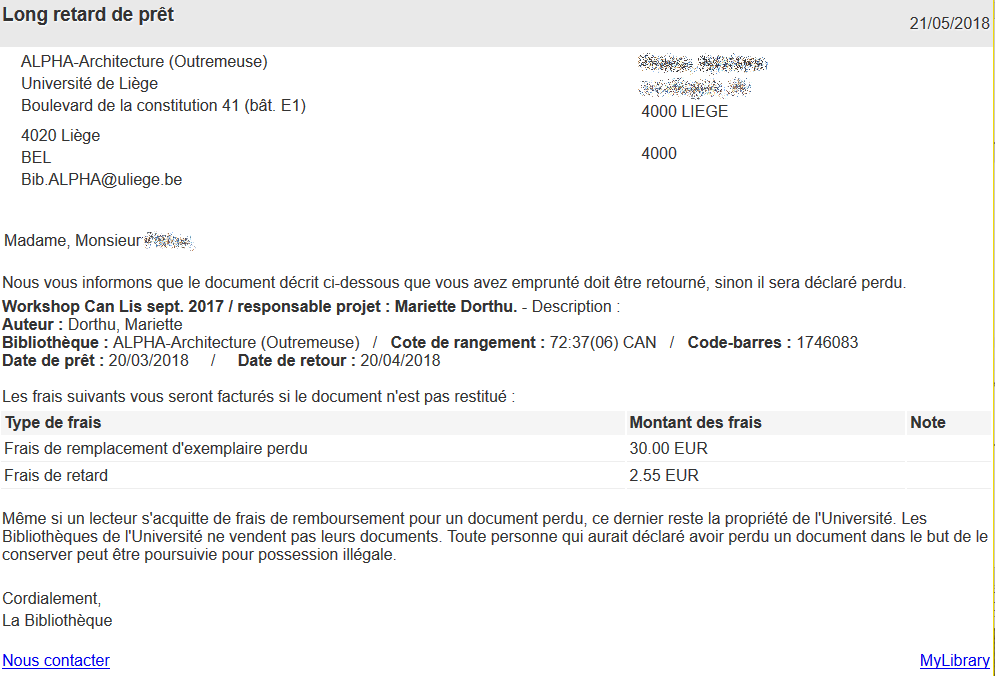 Long retard de prêt
21/05/2018
ALPHA-Architecture (Outremeuse)
Université de Liège
Boulevard de la constitution 41 (bât. E1)
4020 Liège
BEL
Bib.ALPHA@uliege.be
4000 LIEGE
4000
Madame, Monsieur
Nous vous informons que le document décrit ci-dessous que vous avez emprunté doit être retourné, sinon il sera déclaré perdu.
Workshop Can Lis sept. 2017 / responsable projet : Mariette Dorthu. - Description :
Auteur : Dorthu, Mariette
Bibliothèque : ALPHA-Architecture (Outremeuse) / Cote de rangement : 72:37(06) CAN / Code-barres : 1746083
Date de prêt : 20/03/2018 / Date de retour : 20/04/2018
Les frais suivants vous seront facturés si le document n'est pas restitué :
Type de frais Montant des frais Note
Frais de remplacement d'exemplaire perdu 30.00 EUR
Frais de retard 2.55 EUR
Même si un lecteur s'acquitte de frais de remboursement pour un document perdu, ce dernier reste la propriété de l'Université. Les
Bibliothèques de l'Université ne vendent pas leurs documents. Toute personne qui aurait déclaré avoir perdu un document dans le but de le
conserver peut être poursuivie pour possession illégale.
Cordialement,
La Bibliothèque
Nous contacter
MyLibrary